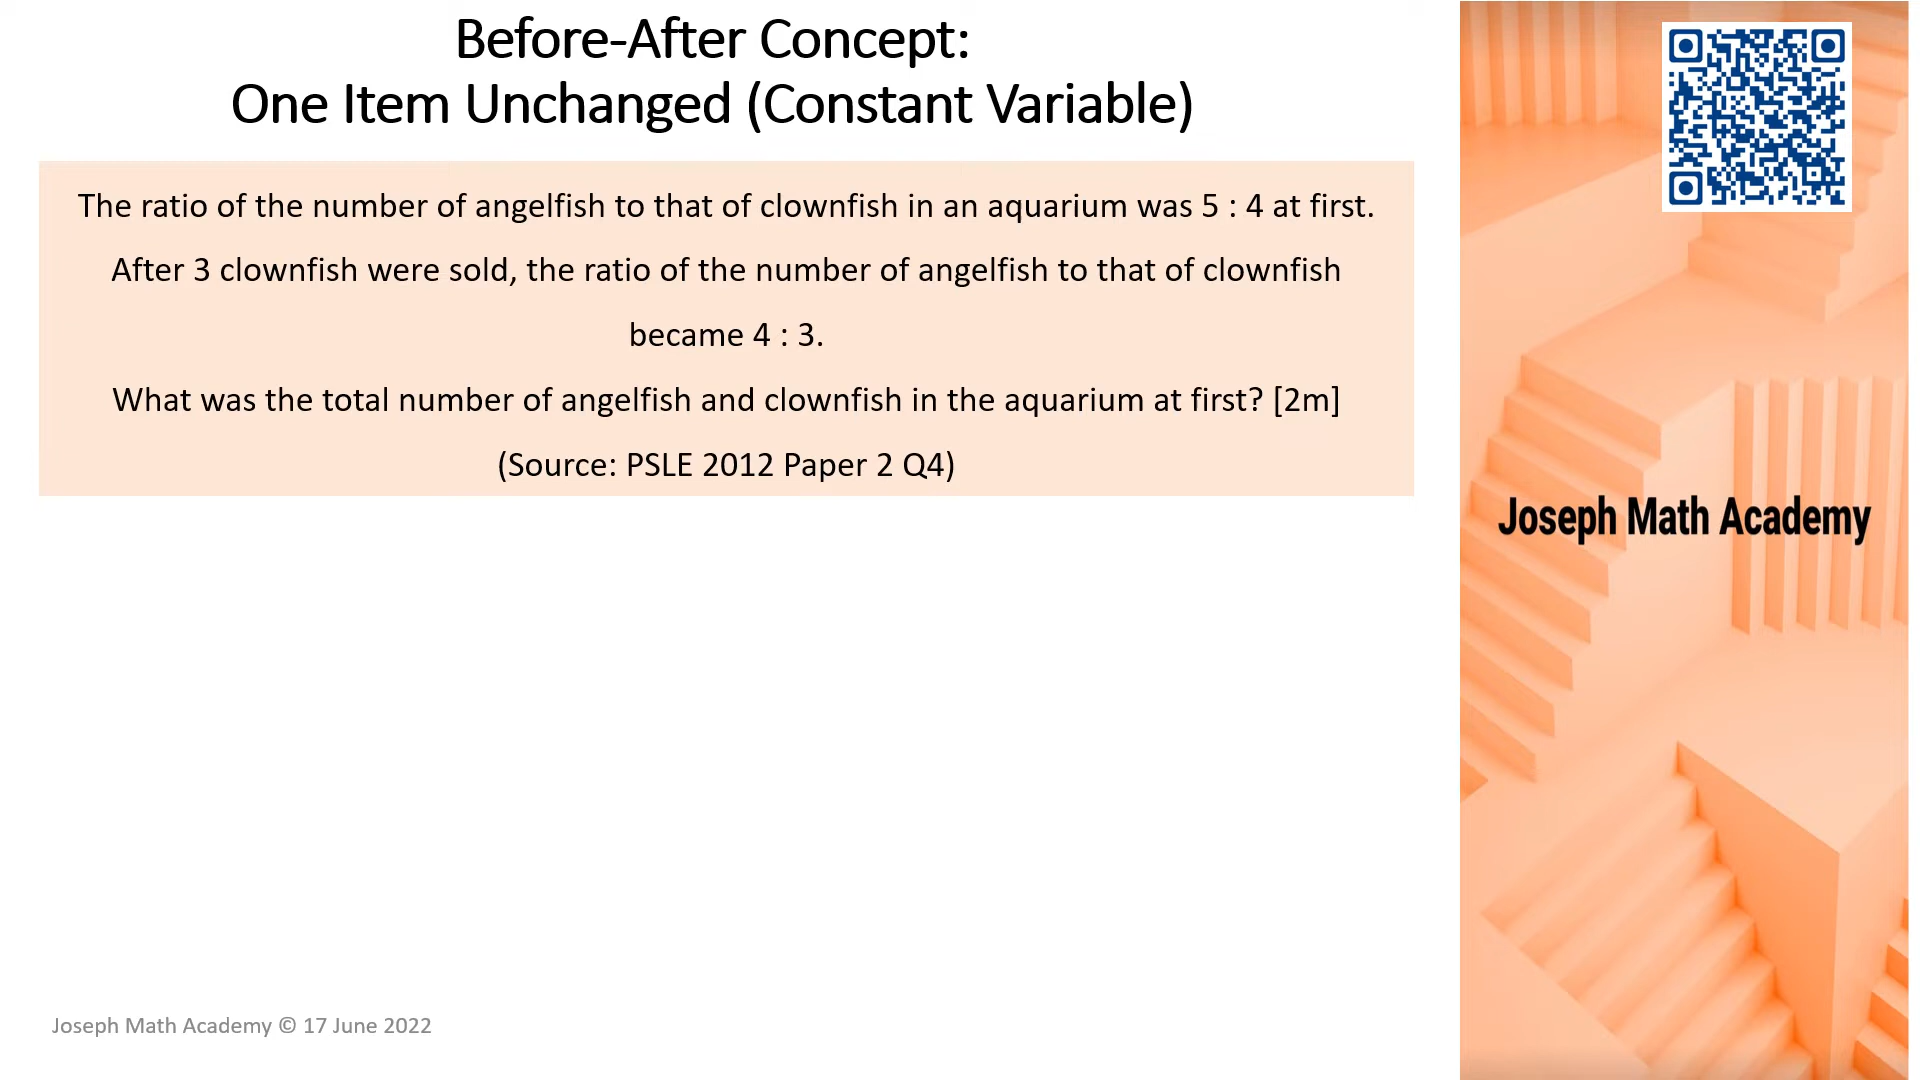 Before-After Concept:
One Item Unchanged (Constant Variable)
The ratio of the number of angelfish to that of clownfish in an aquarium was 5 : 4 at first.
After 3 clownfish were sold, the ratio of the number of angelfish to that of clownfish
became 4 : 3.
What was the total number of angelfish and clownfish in the aquarium at first? [2m]
(Source: PSLE 2012 Paper 2 Q4)
Joseph Math Academy
Joseph Math Academy © 17 June 2022